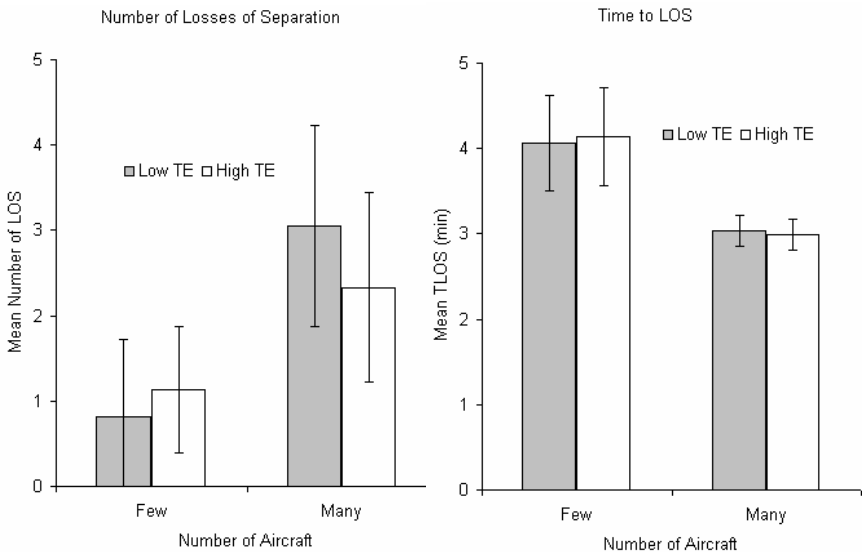 Number of Losses of Separation
5
4
3
2
1
0
Mean Number of LOS
Low TE High TE
Few Many
Number of Aircraft
Time to LOS
5
4
3
2
1
0
Mean TLOS (min)
Low TE High TE
Few Many
Number of Aircraft